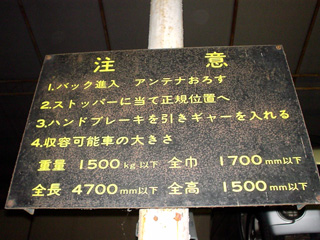 注意
1.バック進入 アンテナおろす
2.ストッパーに当て正規位置へ
3.ハンドブレーキを引きギャーを入れる
4.収容可能車の大きさ
重量 1500kg以下 全巾 1700mm以下
全長 4700mm以下 全高 1500mm以下